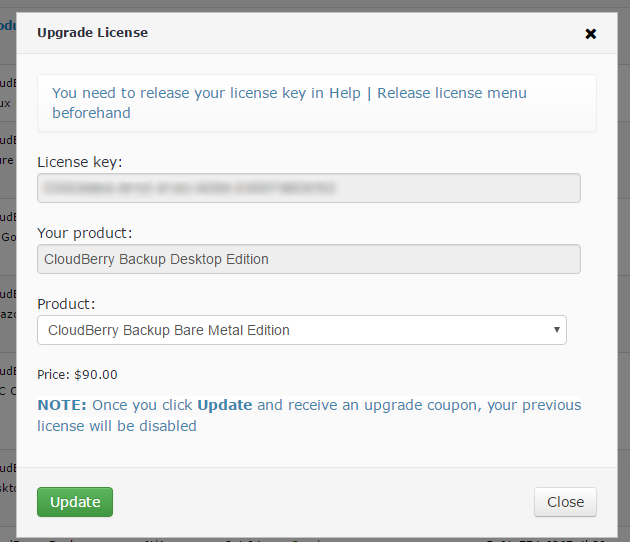 Upgrade License
You need to release your license key in Help | Release license menu
beforehand
License key:
Your product:
CloudBerry Backup Desktop Edition
Product:
CloudBerry Backup Bare Metal Edition
Price: $90.00
NOTE: Once you click Update and receive an upgrade coupon, your previous
license will be disabled
Update
Close